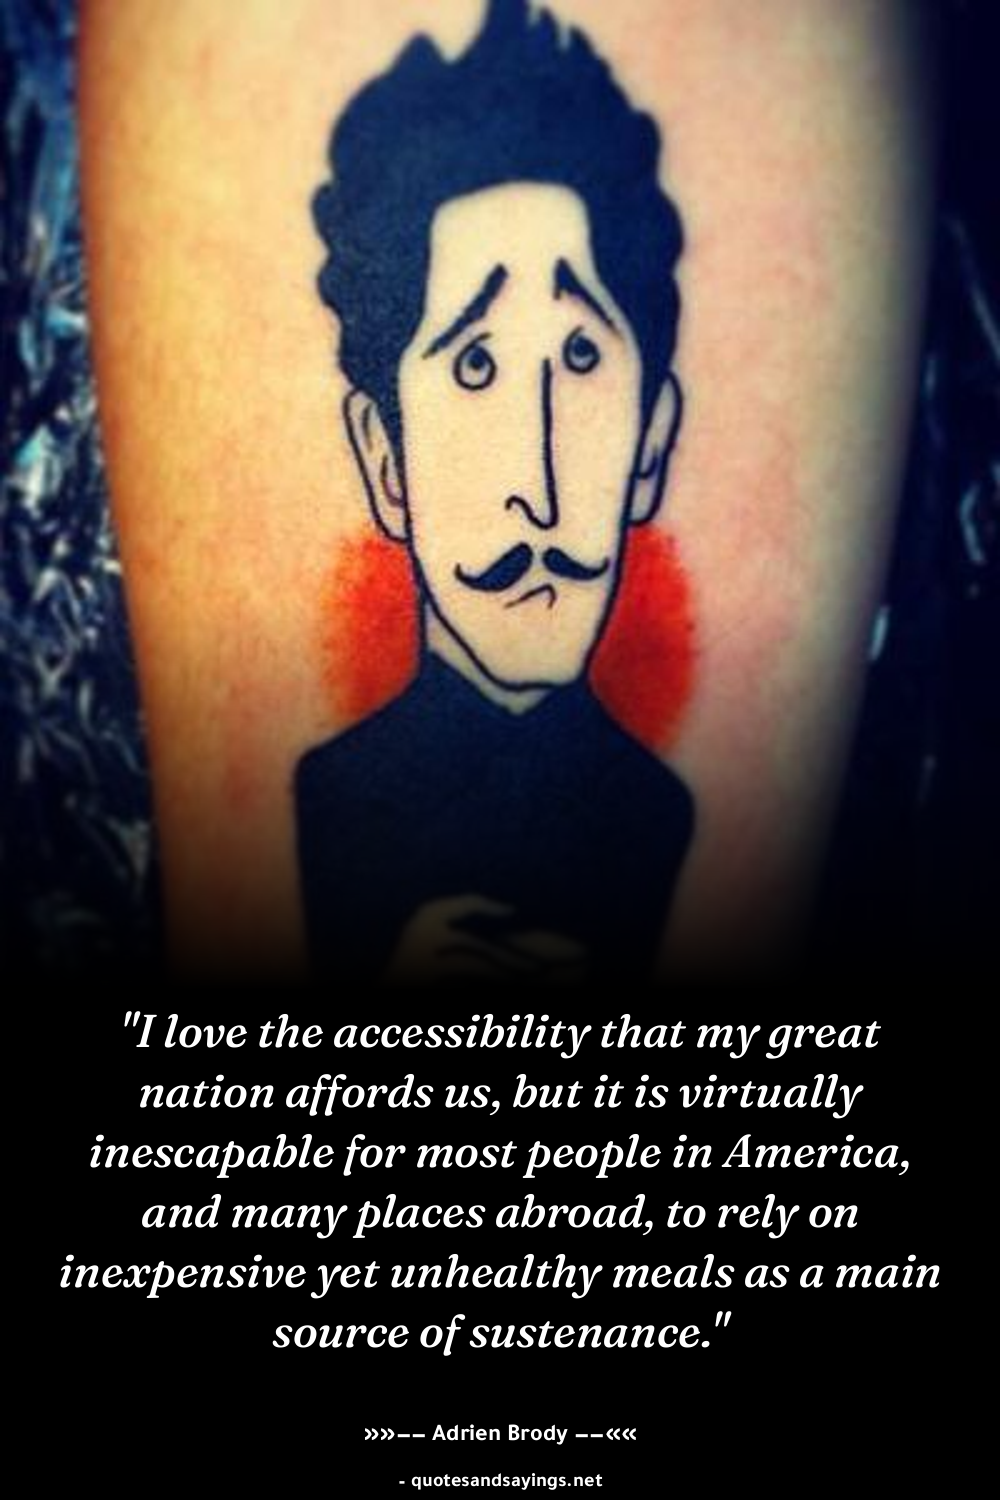 "I love the accessibility that my great
nation affords us, but it is virtually
inescapable for most people in America,
and many places abroad, to rely on
inexpensive yet unhealthy meals as a main
source of sustenance."
»»-- Adrien Brody --««
- quotesandsayings.net